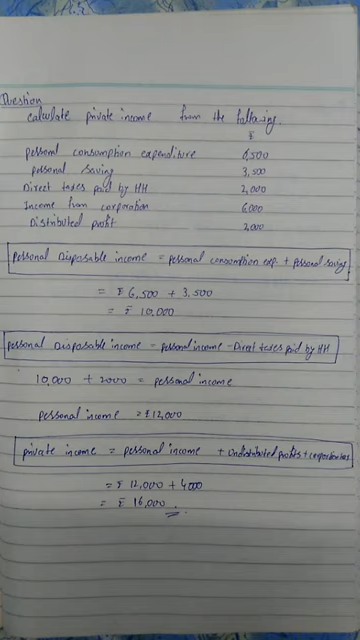 Question
calculate private income from the following.
₹
personal consumption expenditure 6,500
personal saving 3,500
Direct taxes paid by HH 2,000
Income from corporation 6,000
Distributed profit 2,000
personal Disposable income = personal consumption exp. + personal saving
= ₹ 6,500 + 3,500
= ₹ 10,000
personal Disposable income = personal income - Direct taxes paid by HH
10,000 + 2000 = personal income
personal income = ₹ 12,000
private income = personal income + undistributed profits +
= ₹ 12,000 + 4000
= ₹ 16,000